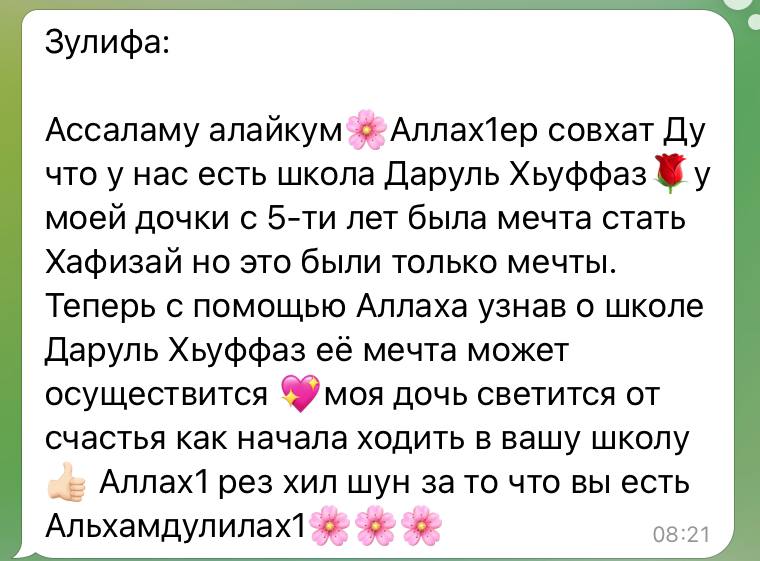 Зулифа:
Ассаламу алайкум🌸Аллах1ер совхат Ду
что у нас есть школа Даруль Хьуффаз🌹у
моей дочки с 5-ти лет была мечта стать
Хафизай но это были только мечты.
Теперь с помощью Аллаха узнав о школе
Даруль Хьуффаз её мечта может
осуществится 💖моя дочь светится от
счастья как начала ходить в вашу школу
👍🏻 Аллах1 рез хил шун за то что вы есть
Альхамдулилах1🌸🌸🌸
08:21